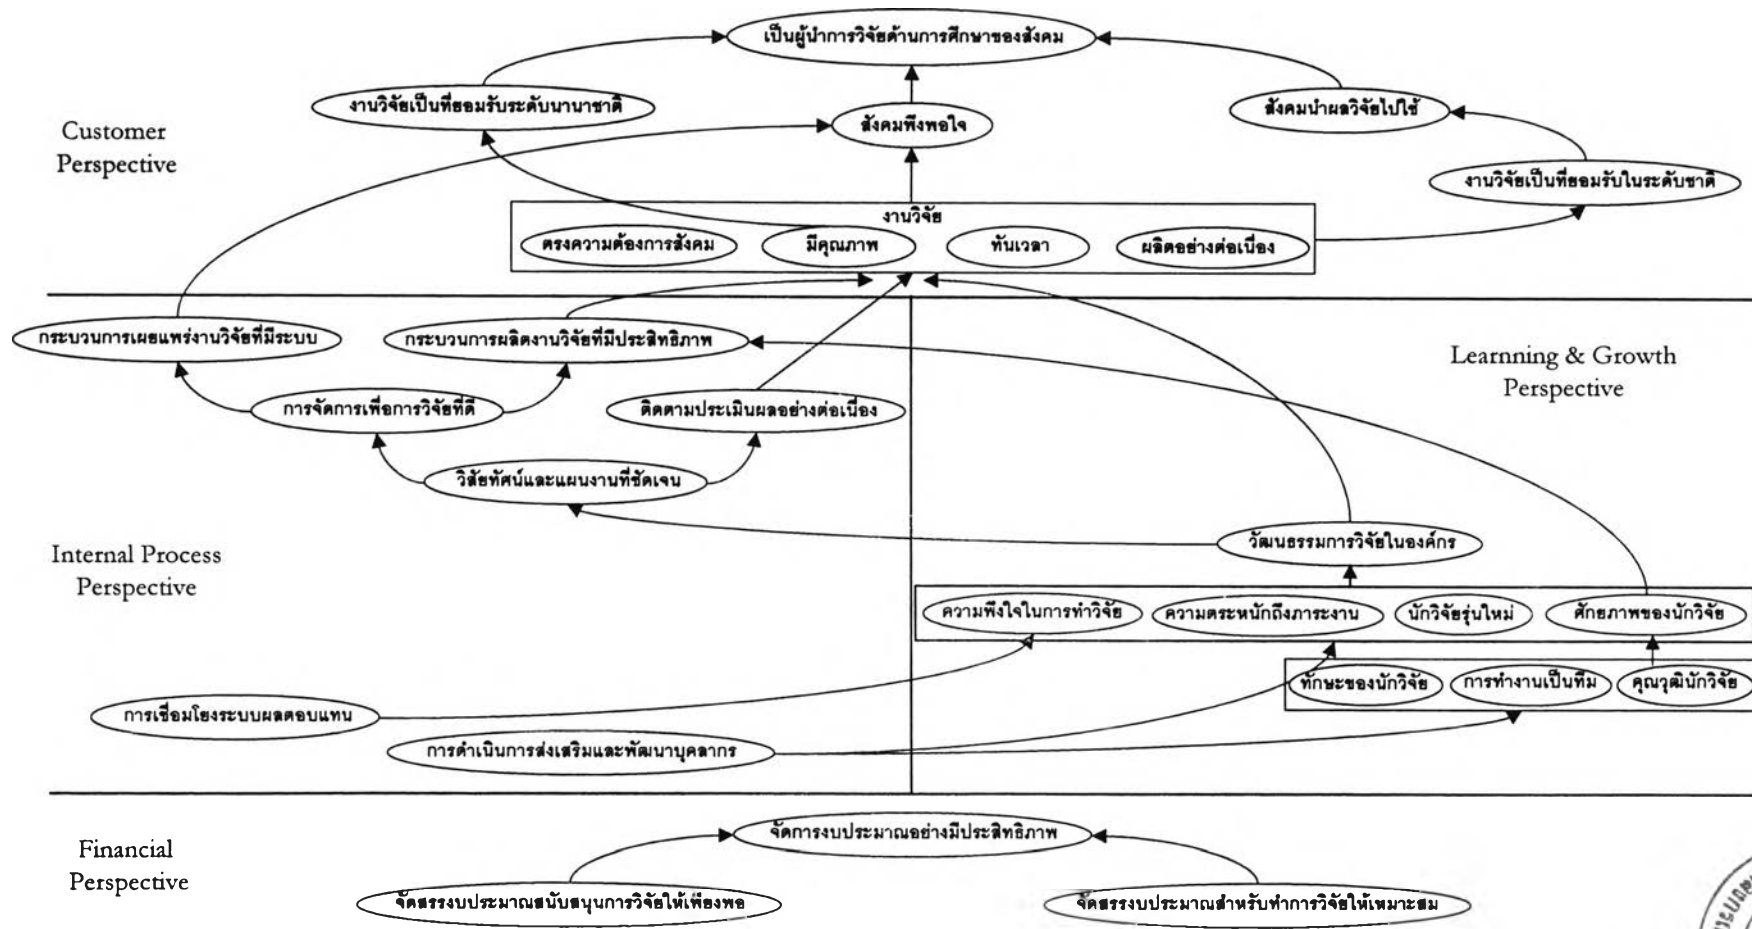 เป็นผู้นำการวิจัยด้านการศึกษาของสังคม
งานวิจัยเป็นที่ยอมรับระดับนานาชาติ
สังคมพึงพอใจ
สังคมนำผลวิจัยไปใช้
Customer
Perspective
งานวิจัยเป็นที่ยอมรับในระดับชาติ
งานวิจัย
ตรงความต้องการสังคม
มีคุณภาพ
ทันเวลา
ผลิตอย่างต่อเนื่อง
กระบวนการเผยแพร่งานวิจัยที่มีระบบ
กระบวนการผลิตงานวิจัยที่มีประสิทธิภาพ
Learnning & Growth
Perspective
การจัดการเพื่อการวิจัยที่ดี
ติดตามประเมินผลอย่างต่อเนื่อง
วิสัยทัศน์และแผนงานที่ชัดเจน
Internal Process
Perspective
วัฒนธรรมการวิจัยในองค์กร
ความพึงใจในการทำวิจัย
ความตระหนักถึงภาระงาน
นักวิจัยรุ่นใหม่
ศักยภาพของนักวิจัย
ทักษะของนักวิจัย
การทำงานเป็นทีม
คุณวุฒินักวิจัย
การเชื่อมโยงระบบผลตอบแทน
การดำเนินการส่งเสริมและพัฒนาบุคลากร
Financial
Perspective
จัดการงบประมาณอย่างมีประสิทธิภาพ
จัดสรรงบประมาณสนับสนุนการวิจัยให้เพียงพอ
จัดสรรงบประมาณสำหรับทำการวิจัยให้เหมาะสม